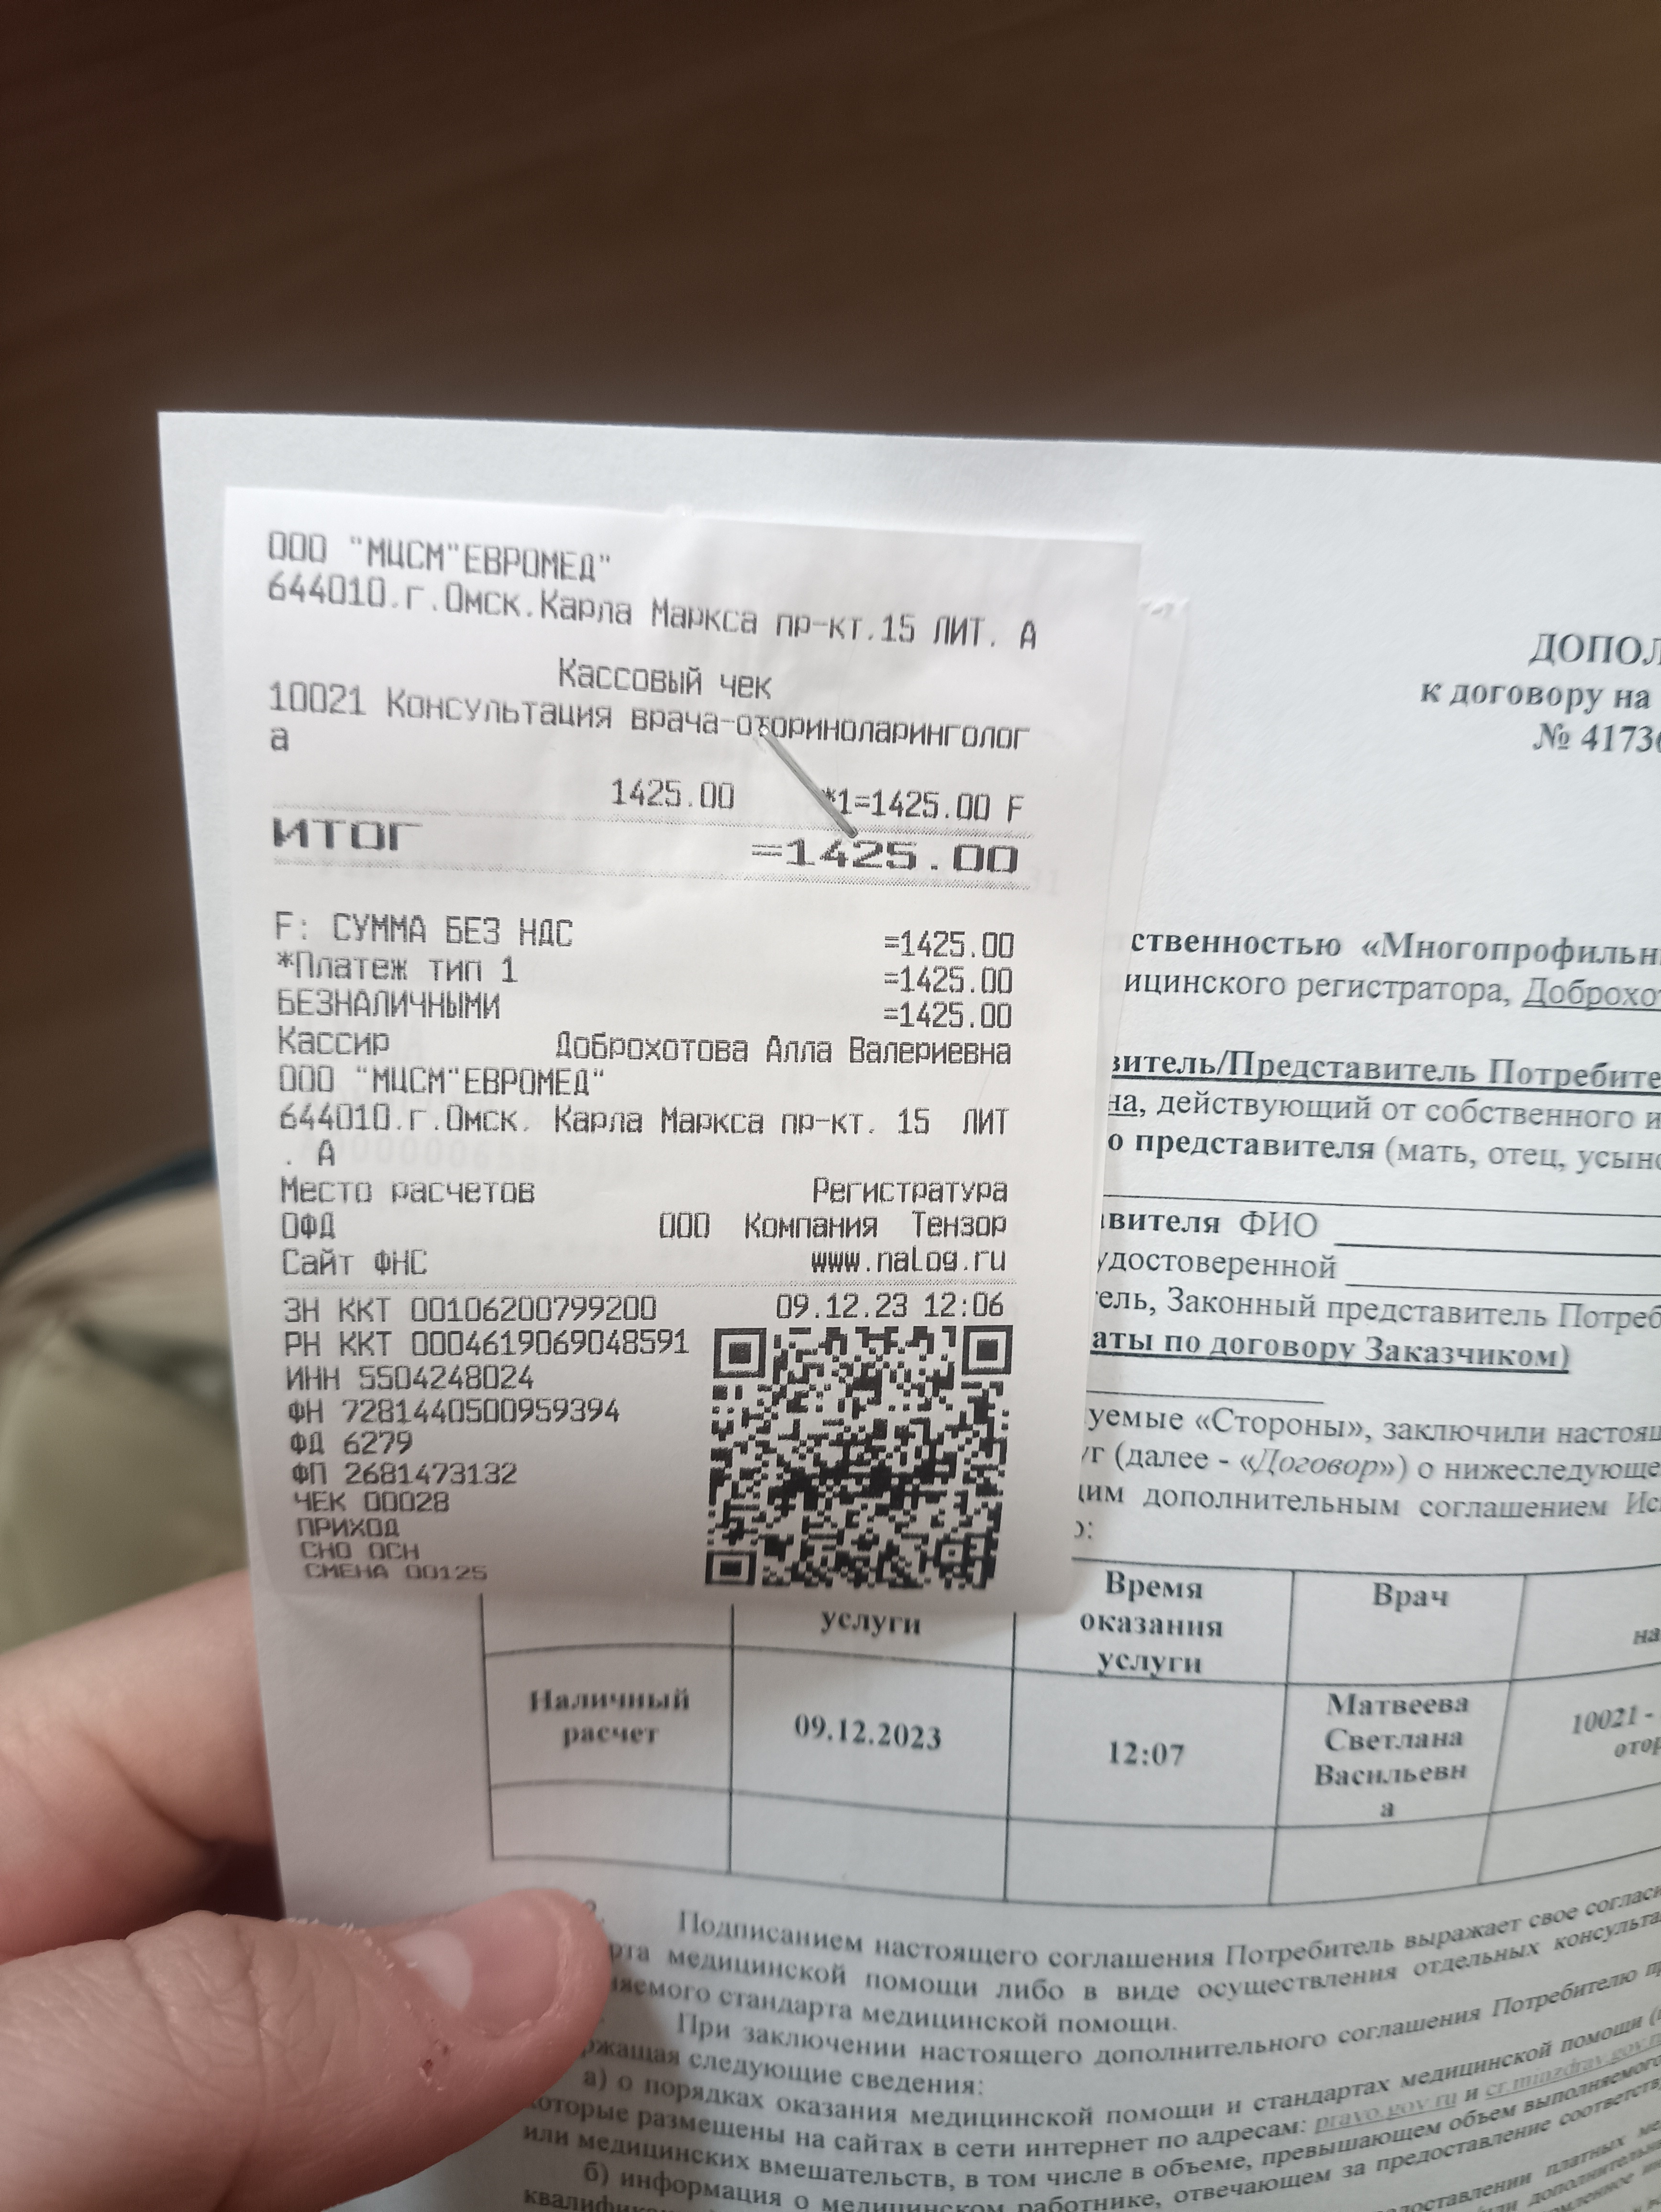 ООО "МЦСМ"ЕВРОМЕД"
644010.г.Омск.Карла Маркса пр-кт.15 ЛИТ. А
Кассовый чек
10021 Консультация врача-оториноларинголог
а
1425.00 *1=1425.00 F
ИТОГ =1425.00
F: СУММА БЕЗ НДС =1425.00
*Платеж тип 1 =1425.00
БЕЗНАЛИЧНЫМИ =1425.00
Кассир Доброхотова Алла Валериевна
ООО "МЦСМ"ЕВРОМЕД"
644010.г.Омск. Карла Маркса пр-кт. 15 ЛИТ
. А
Место расчетов Регистратура
ОФД ООО Компания Тензор
Сайт ФНС www.nalog.ru
ЗН ККТ 00106200799200 09.12.23 12:06
РН ККТ 0004619069048591
ИНН 5504248024
ФН 7281440500959394
ФД 6279
ФП 2681473132
ЧЕК 00028
ПРИХОД
СНО ОСН
СМЕНА 00125
ДОПОЛ
к договору на
№ 4173
ственностью «Многопрофильн
ицинского регистратора, Доброхо
витель/Представитель Потребите
на, действующий от собственного и
о представителя (мать, отец, усын
вителя ФИО
удостоверенной
тель, Законный представитель Потреб
аты по договору Заказчиком)
уемые «Стороны», заключили настоящ
уг (далее - «Договор») о нижеследующе
щим дополнительным соглашением Ис
о:
услуги
Время
оказания
услуги
Врач
на
Наличный
расчет
09.12.2023
12:07
Матвеева
Светлана
Васильевн
а
10021 -
отор
2. Подписанием настоящего соглашения Потребитель выражает свое соглас
рта медицинской помощи либо в виде осуществления отдельных консульта
яемого стандарта медицинской помощи.
При заключении настоящего дополнительного соглашения Потребителю пр
ржащая следующие сведения:
а) о порядках оказания медицинской помощи и стандартах медицинской помощи
которые размещены на сайтах в сети интернет по адресам: pravo.gov.ru и cr.minzdrav.gov.r
или медицинских вмешательств, в том числе в объеме, превышающем объем выполняемого
б) информация о медицинском работнике, отвечающем за предоставление соответств
квалифик